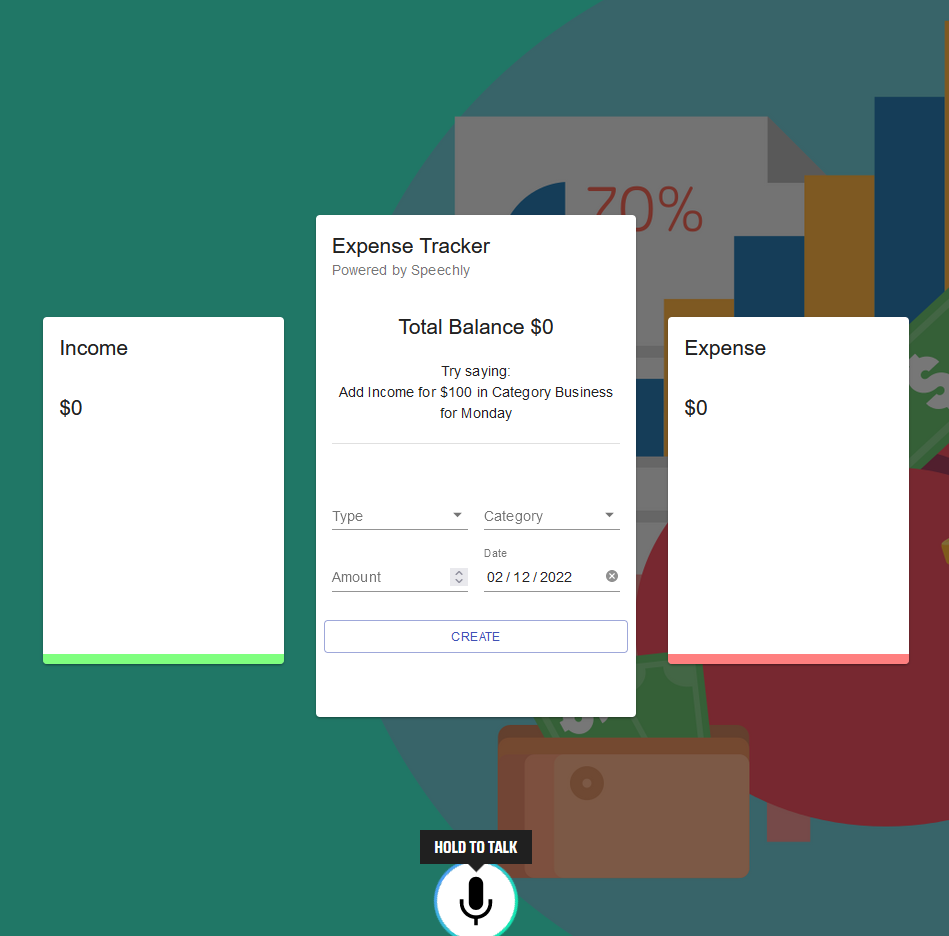 70%
Expense Tracker
Powered by Speechly
Total Balance $0
Try saying:
Add Income for $100 in Category Business
for Monday
Type
Category
Date
Amount
02/12/2022
CREATE
Income
$0
Expense
$0
$
$
HOLD TO TALK